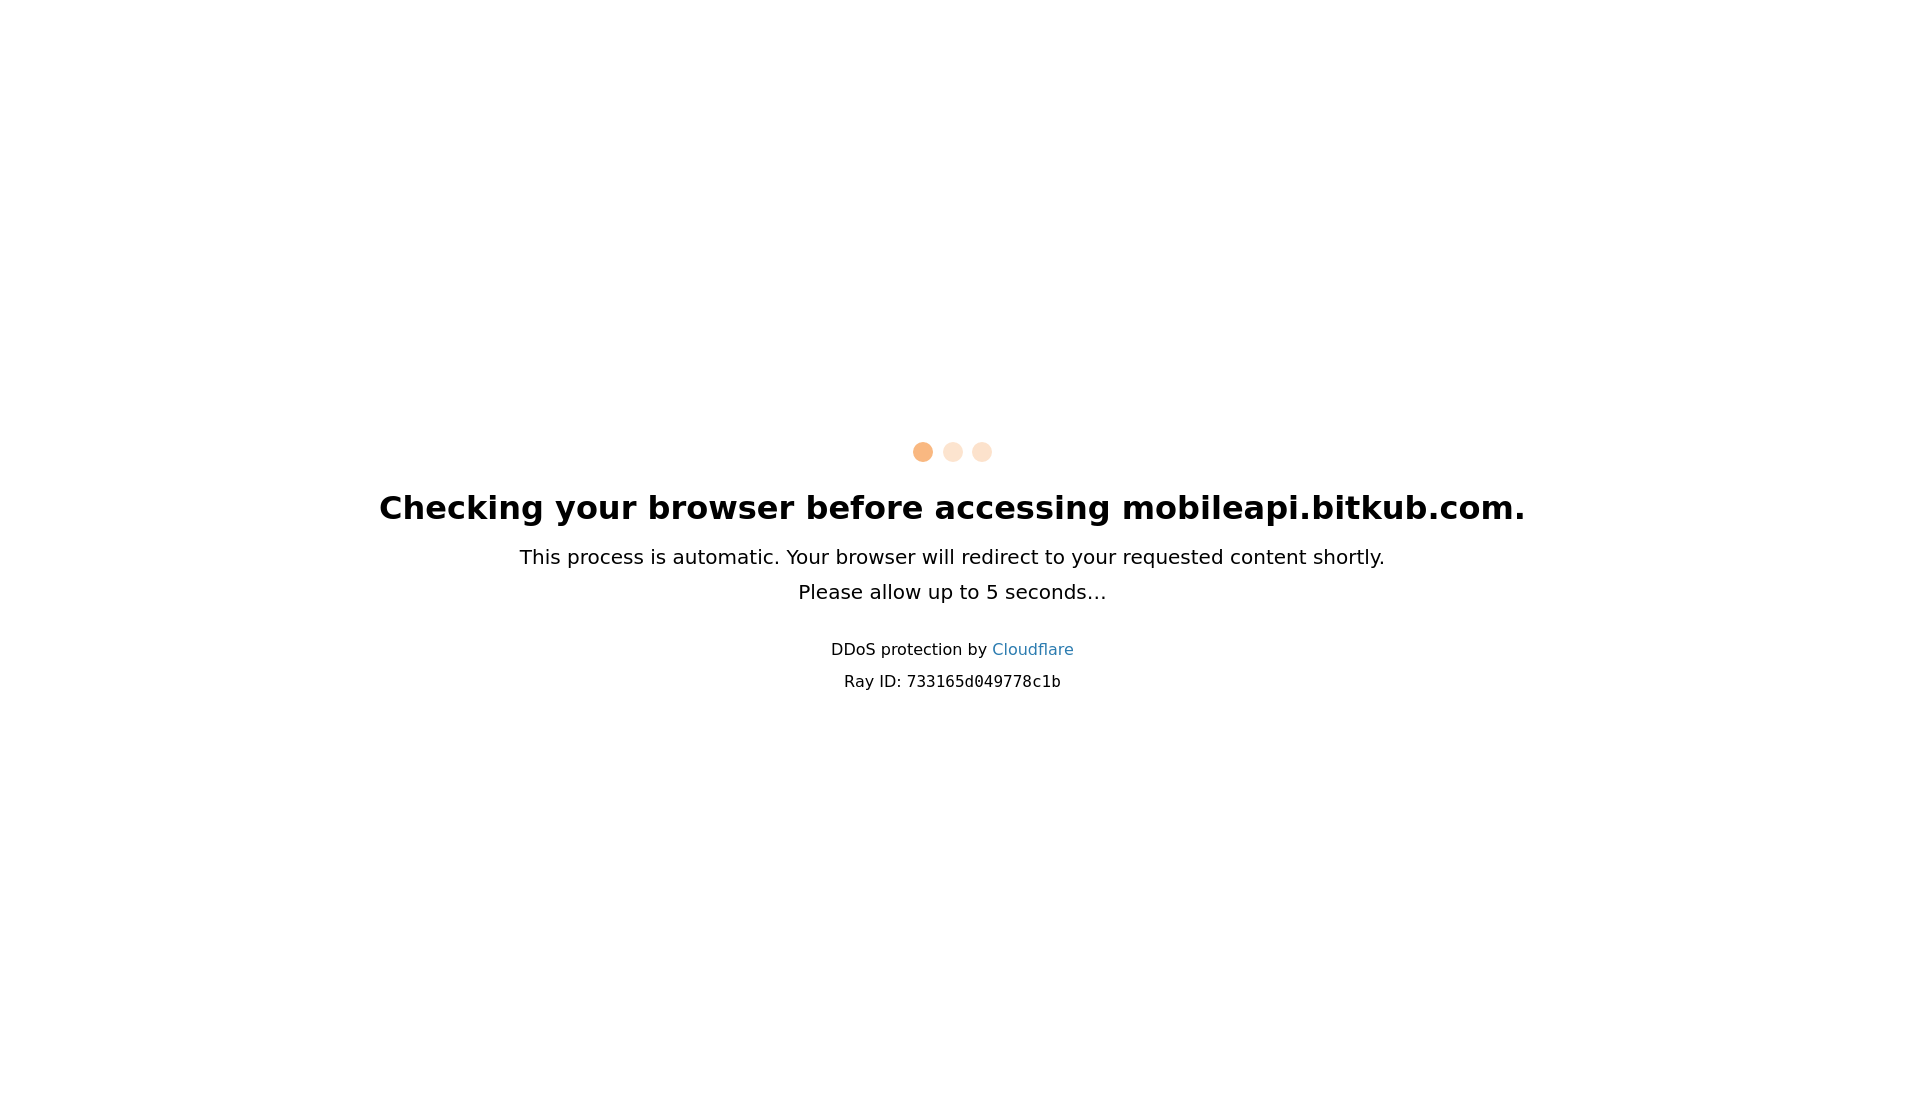 Checking your browser before accessing mobileapi.bitkub.com.
This process is automatic. Your browser will redirect to your requested content shortly.
Please allow up to 5 seconds…
DDoS protection by Cloudflare
Ray ID: 733165d049778c1b